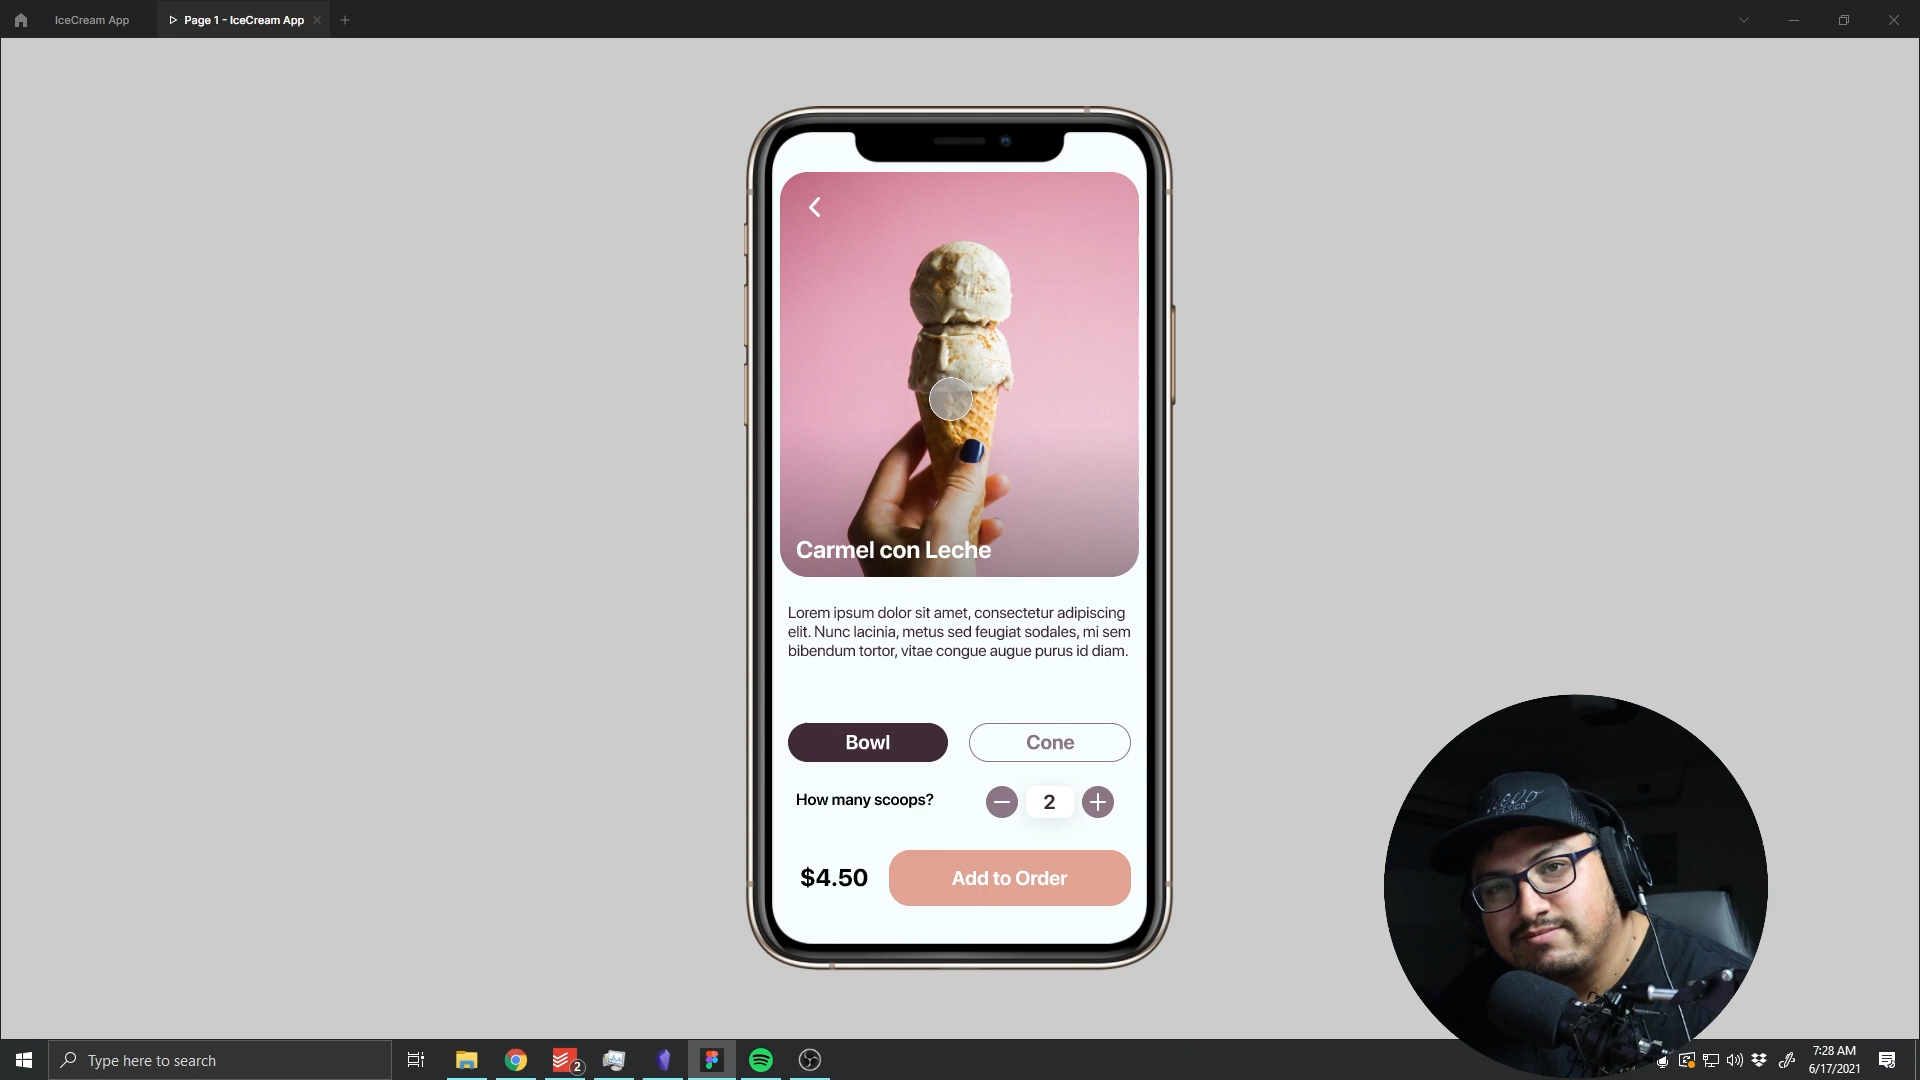 IceCream App
Page 1 - IceCream App
Carmel con Leche
Lorem ipsum dolor sit amet, consectetur adipiscing
elit. Nunc lacinia, metus sed feugiat sodales, mi sem
bibendum tortor, vitae congue augue purus id diam.
Bowl
Cone
How many scoops?
2
$4.50
Add to Order
Type here to search
2
7:28 AM
6/17/2021